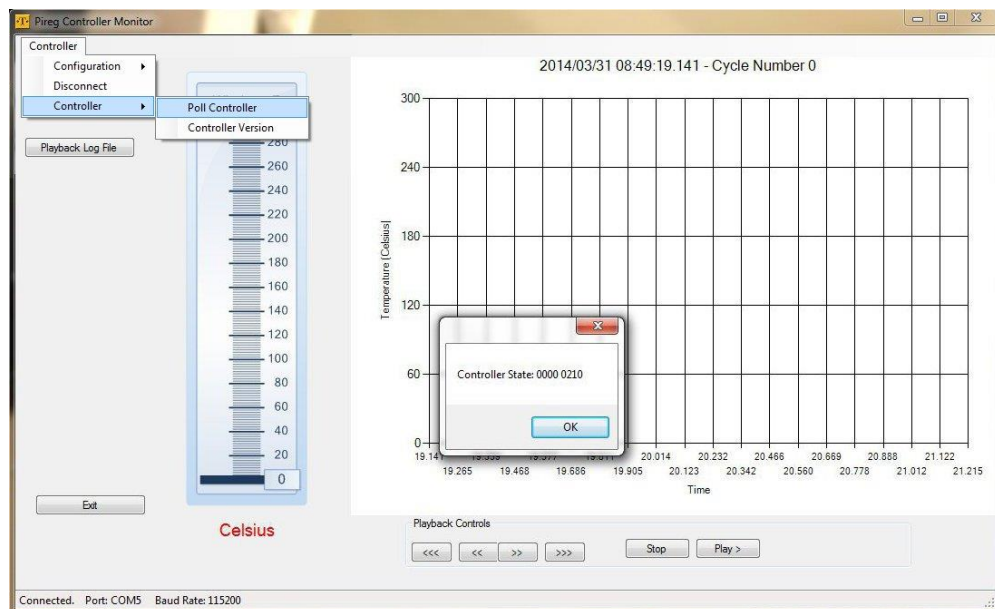 Pireg Controller Monitor
Controller
Configuration
Disconnect
Controller
Poll Controller
Controller Version
Playback Log File
280
260
240
220
200
180
160
140
120
100
80
60
40
20
0
Celsius
Exit
2014/03/31 08:49:19.141 - Cycle Number 0
Temperature [Celsius]
300
240
180
120
60
0
Controller State: 0000 0210
OK
20.014 20.232 20.466 20.669 20.888 21.122
19.265 19.468 19.686 19.905 20.123 20.342 20.560 20.778 21.012 21.215
Time
Playback Controls
<<< << >> >>> Stop Play >
Connected. Port: COM5 Baud Rate: 115200